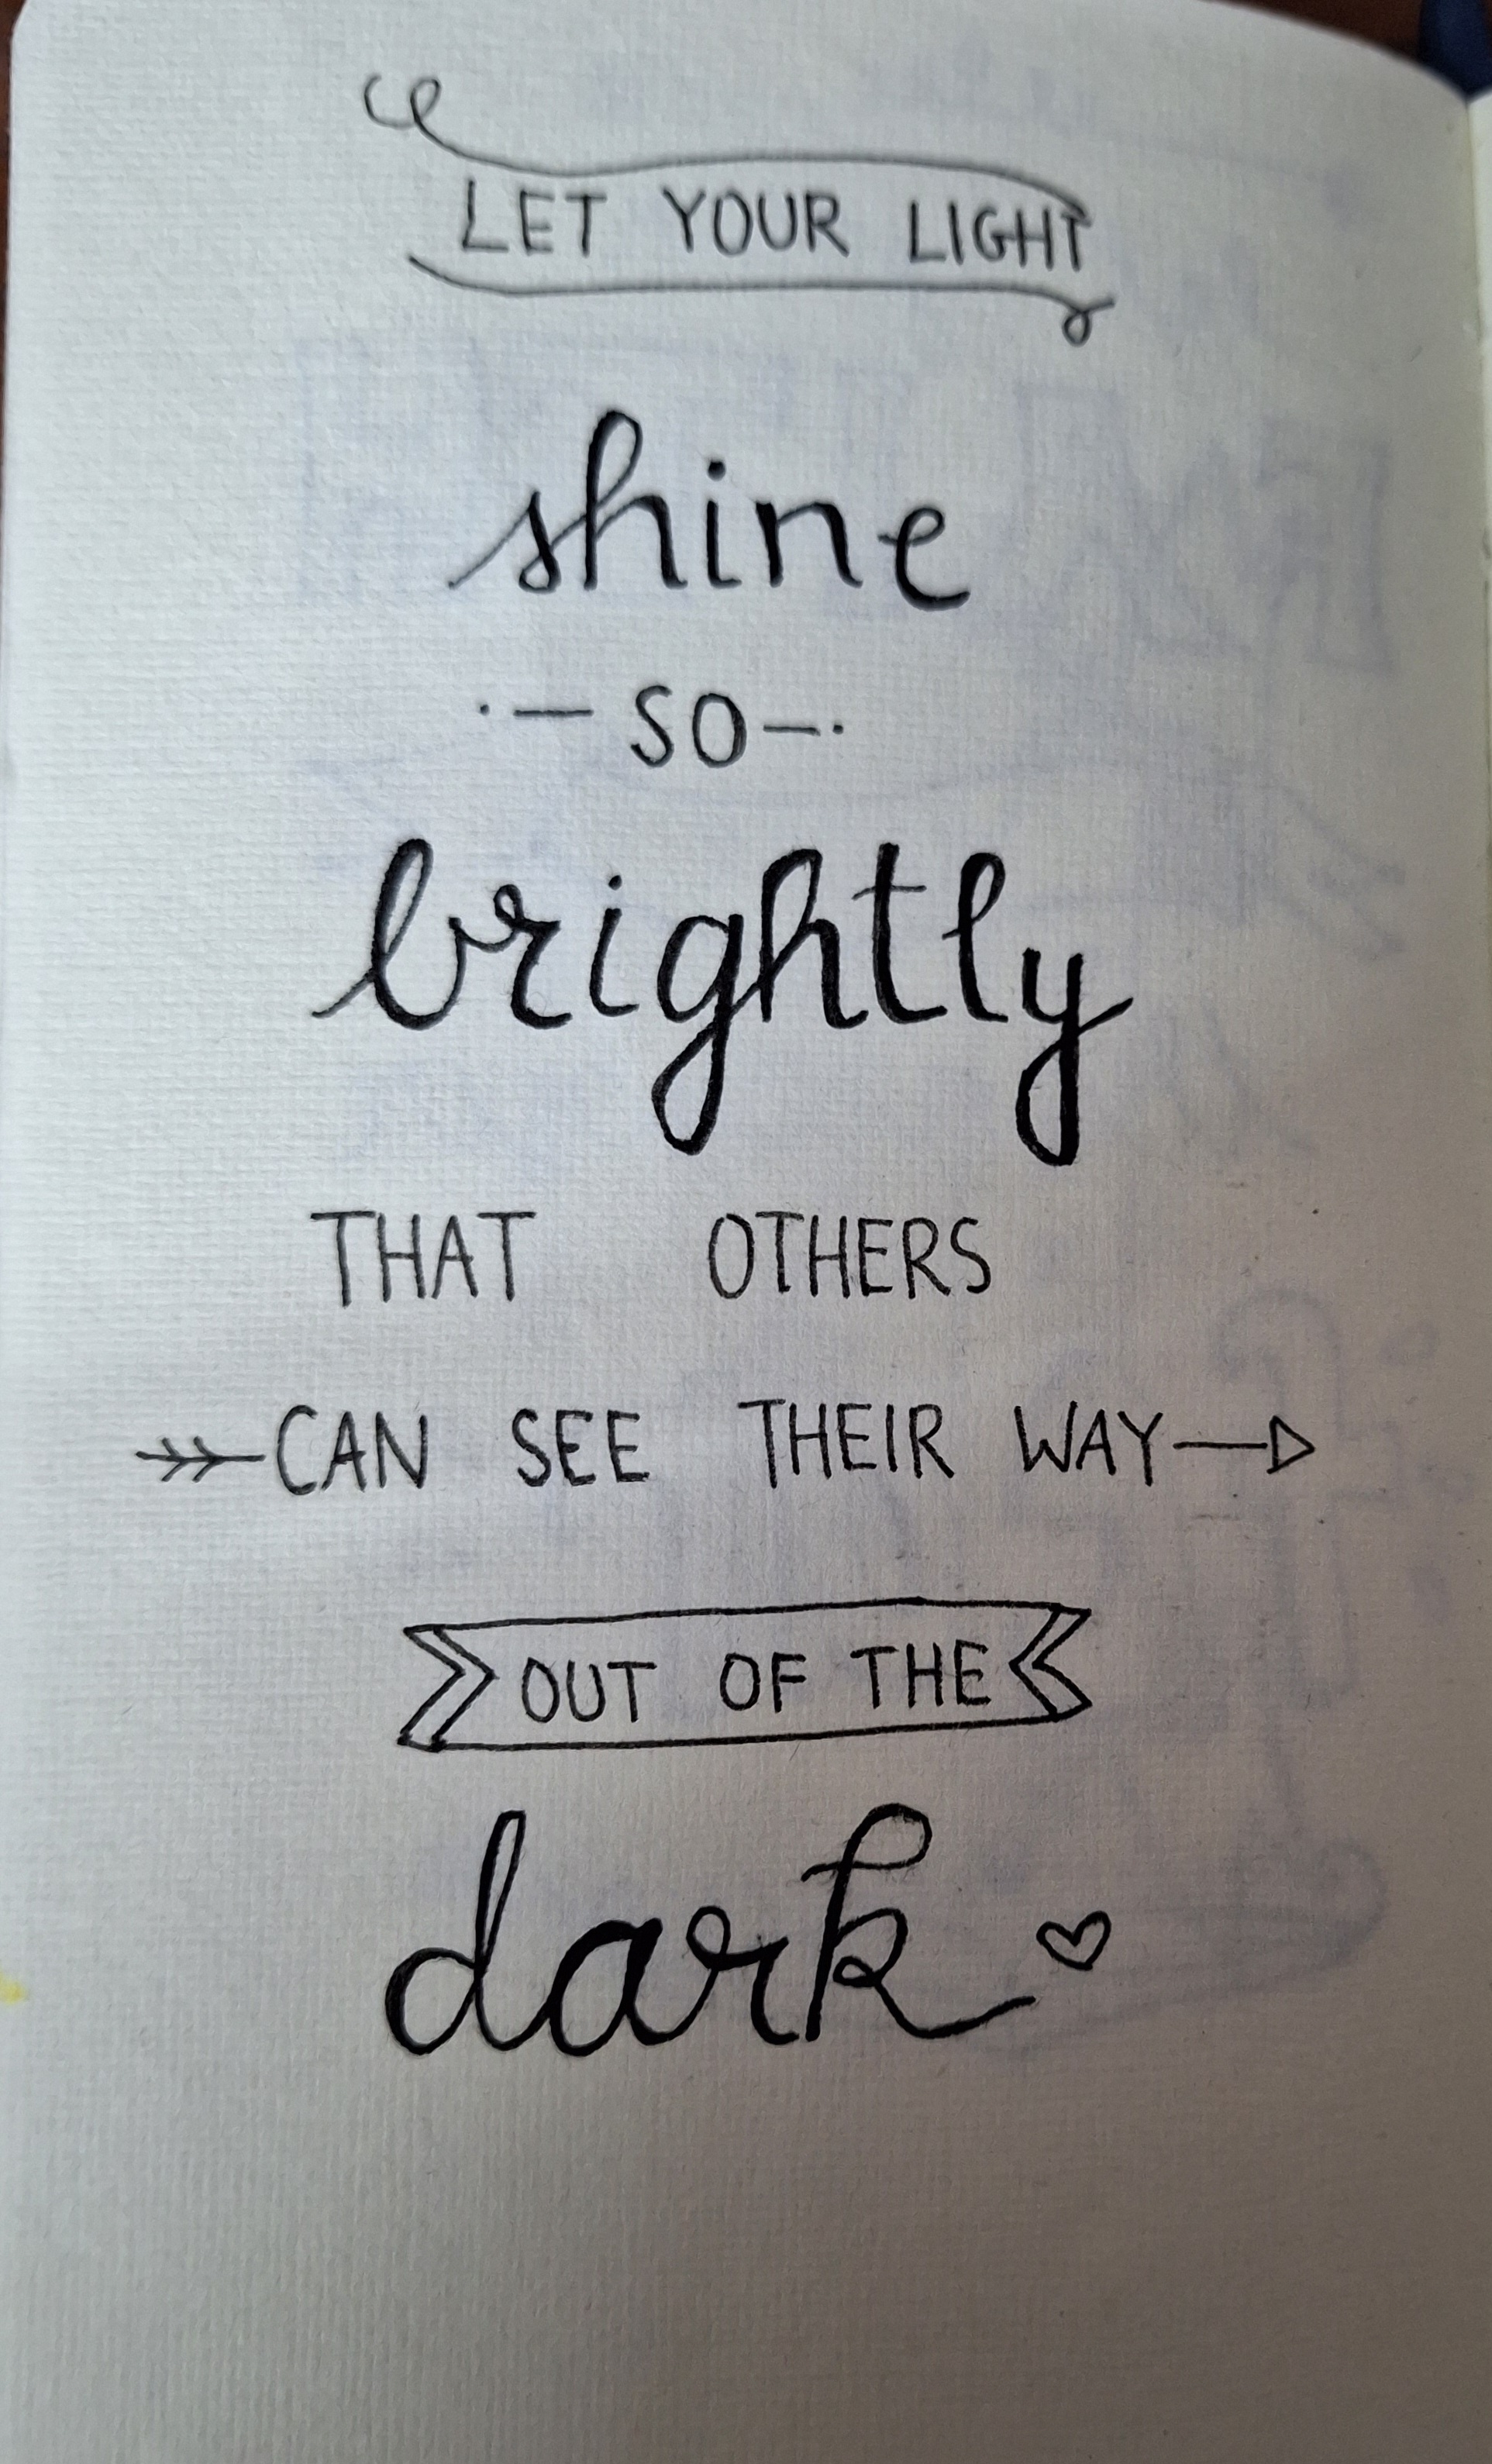 LET YOUR LIGHT
shine
SO
brightly
THAT OTHERS
CAN SEE THEIR WAY
OUT OF THE
dark